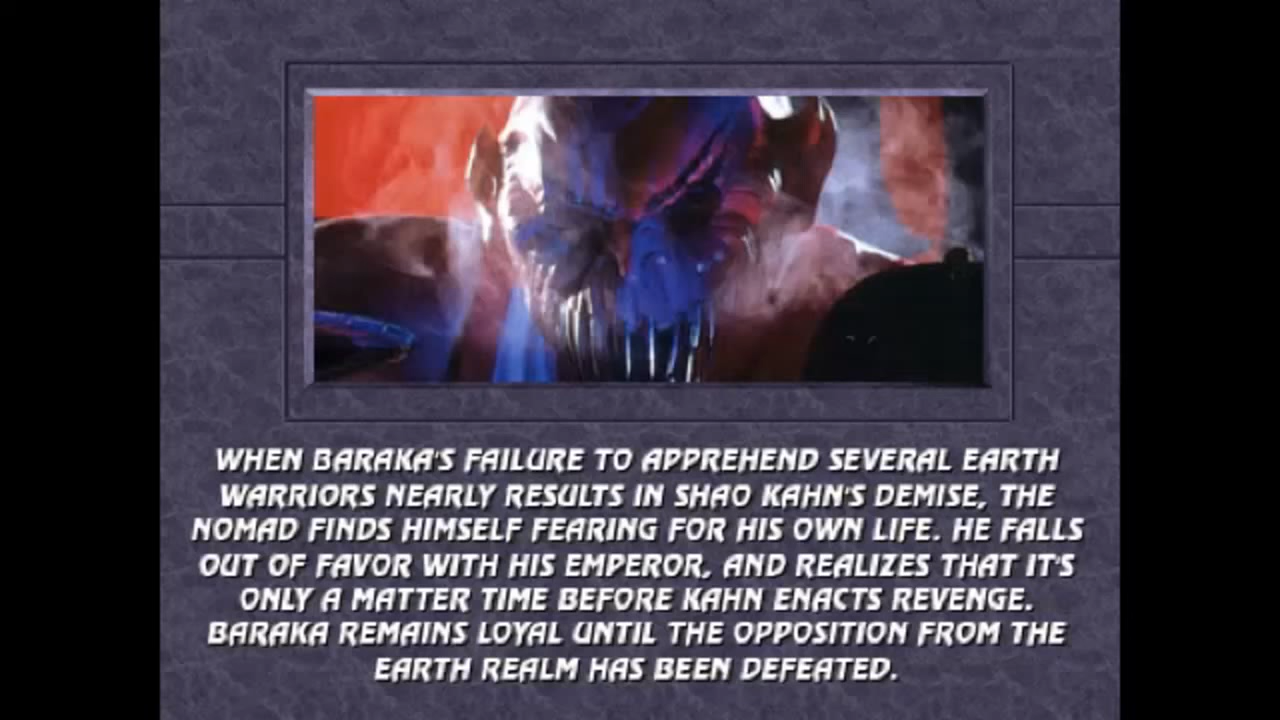 WHEN BARAKA'S FAILURE TO APPREHEND SEVERAL EARTH
WARRIORS NEARLY RESULTS IN SHAO KAHN'S DEMISE, THE
NOMAD FINDS HIMSELF FEARING FOR HIS OWN LIFE. HE FALLS
OUT OF FAVOR WITH HIS EMPEROR, AND REALIZES THAT IT'S
ONLY A MATTER TIME BEFORE KAHN ENACTS REVENGE.
BARAKA REMAINS LOYAL UNTIL THE OPPOSITION FROM THE
EARTH REALM HAS BEEN DEFEATED.